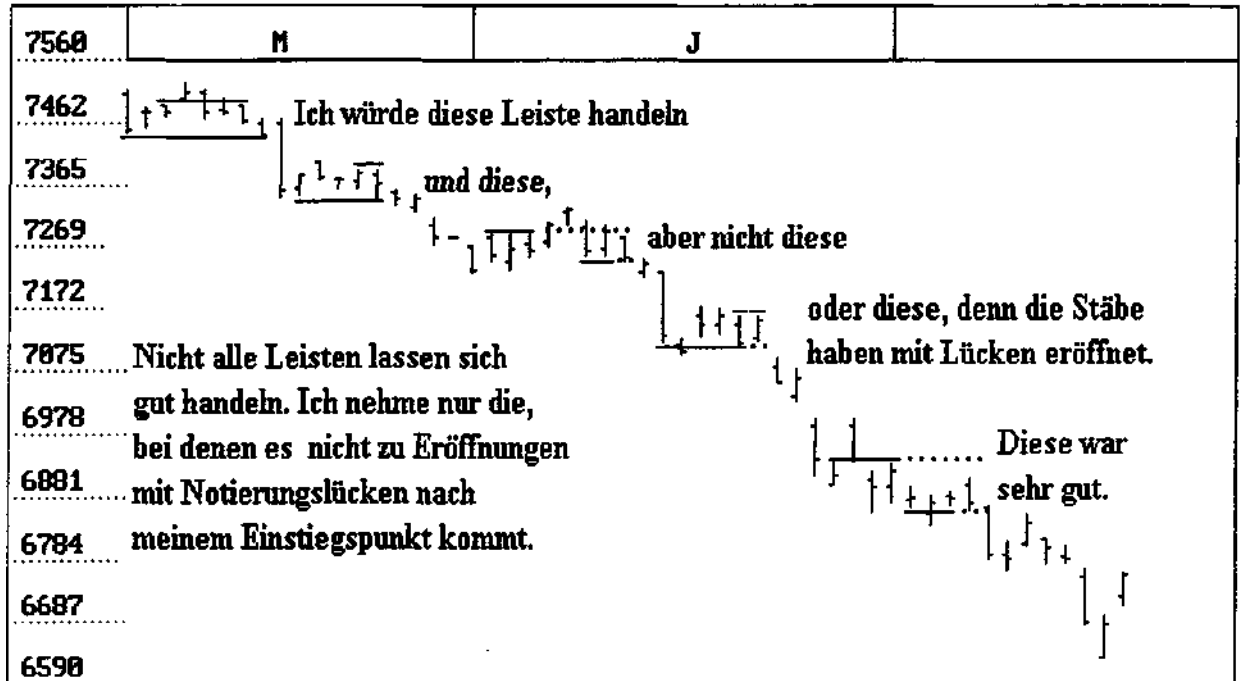 7560 M J
7462 Ich würde diese Leiste handeln
7365 und diese,
7269 aber nicht diese
7172 oder diese, denn die Stäbe
haben mit Lücken eröffnet.
7075 Nicht alle Leisten lassen sich
6978 gut handeln. Ich nehme nur die,
bei denen es nicht zu Eröffnungen
6881 mit Notierungslücken nach
6784 meinem Einstiegspunkt kommt.
Diese war
sehr gut.
6687
6590